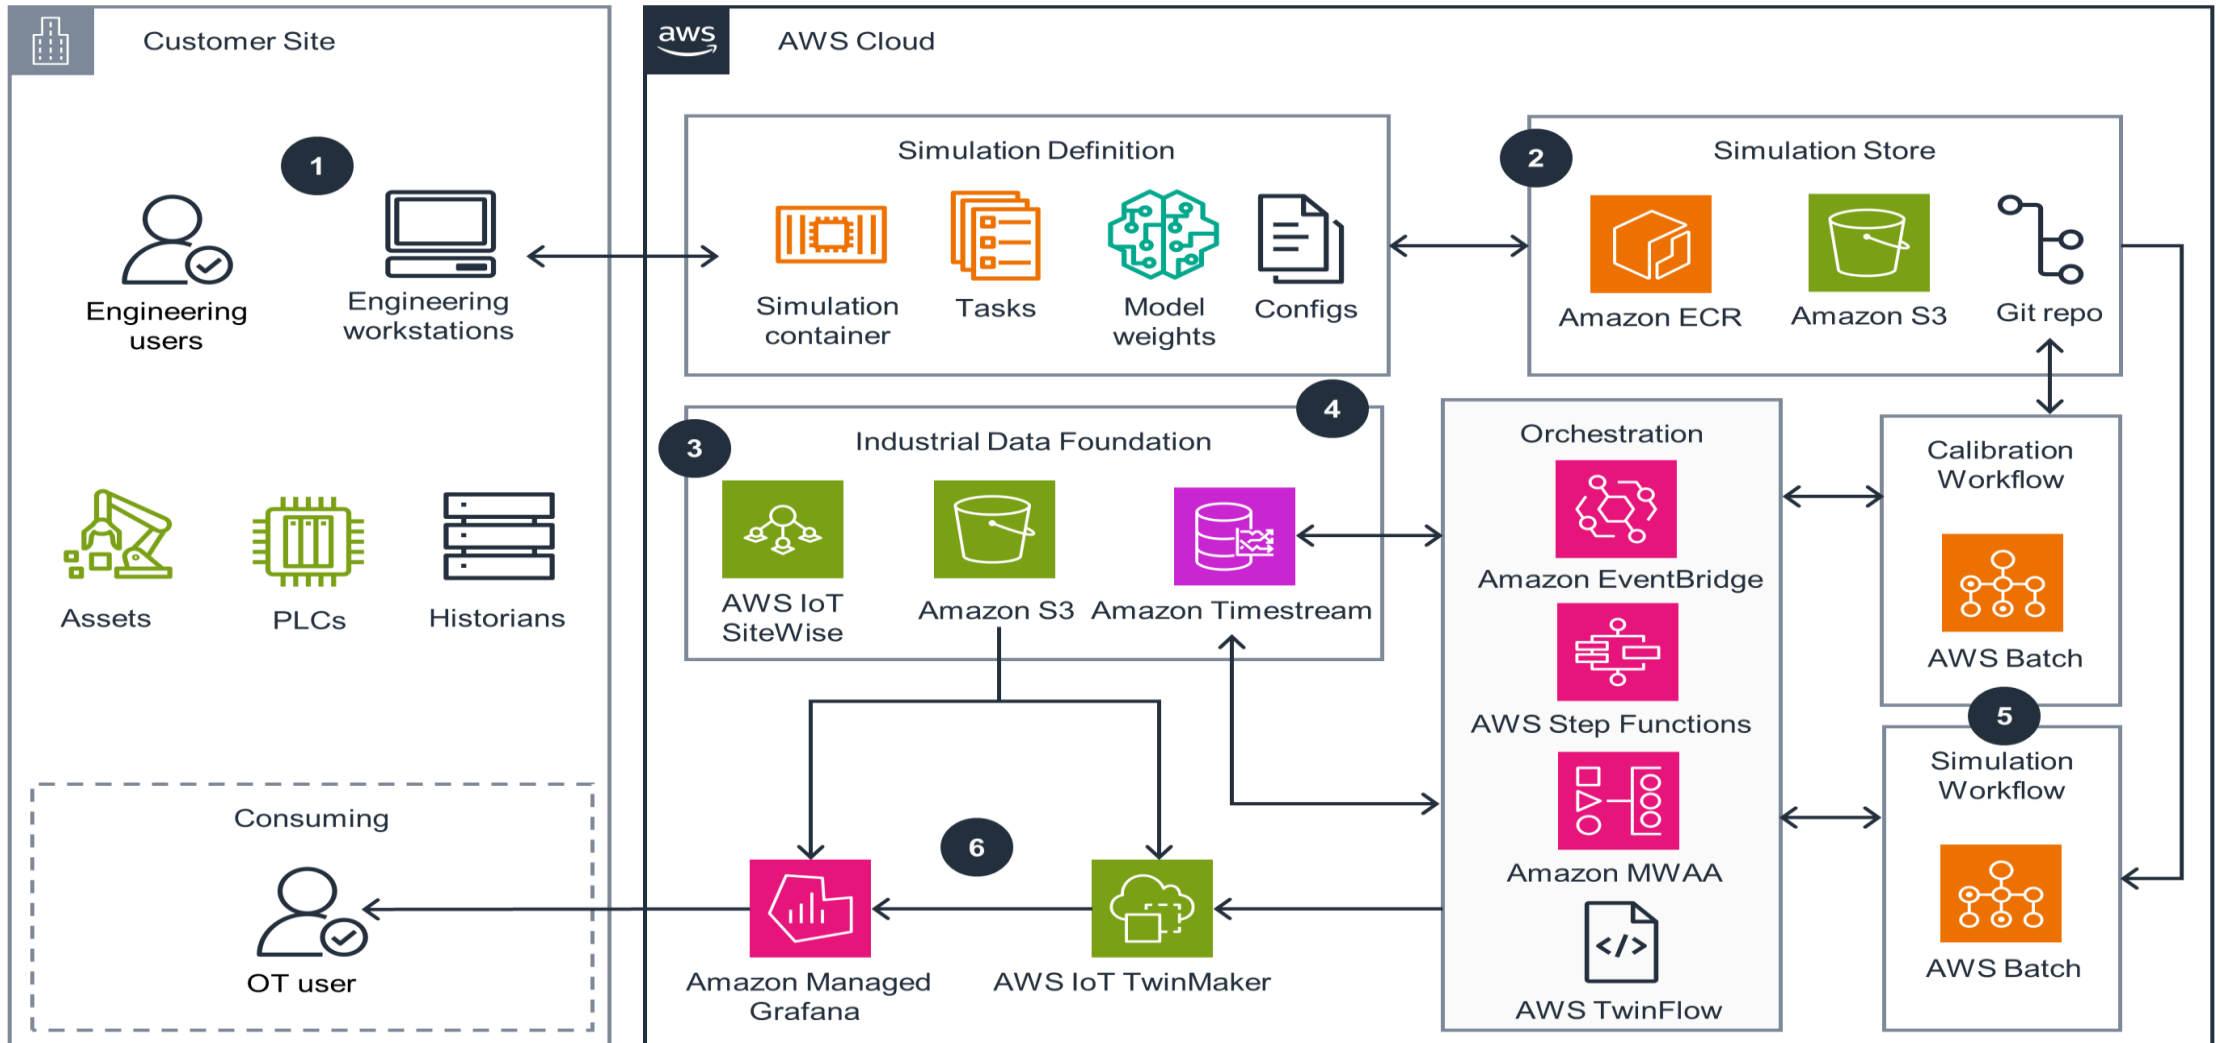 Customer Site
aws
AWS Cloud
1
Engineering
users
Engineering
workstations
Simulation Definition
Simulation
container
Tasks
Model
weights
Configs
2
Simulation Store
Amazon ECR
Amazon S3
Git repo
Assets
PLCs
Historians
3
4
Industrial Data Foundation
AWS IoT
SiteWise
Amazon S3
Amazon Timestream
Orchestration
Amazon EventBridge
AWS Step Functions
Amazon MWAA
</>
AWS TwinFlow
Calibration
Workflow
AWS Batch
5
Simulation
Workflow
AWS Batch
Consuming
OT user
6
Amazon Managed
Grafana
AWS IoT TwinMaker